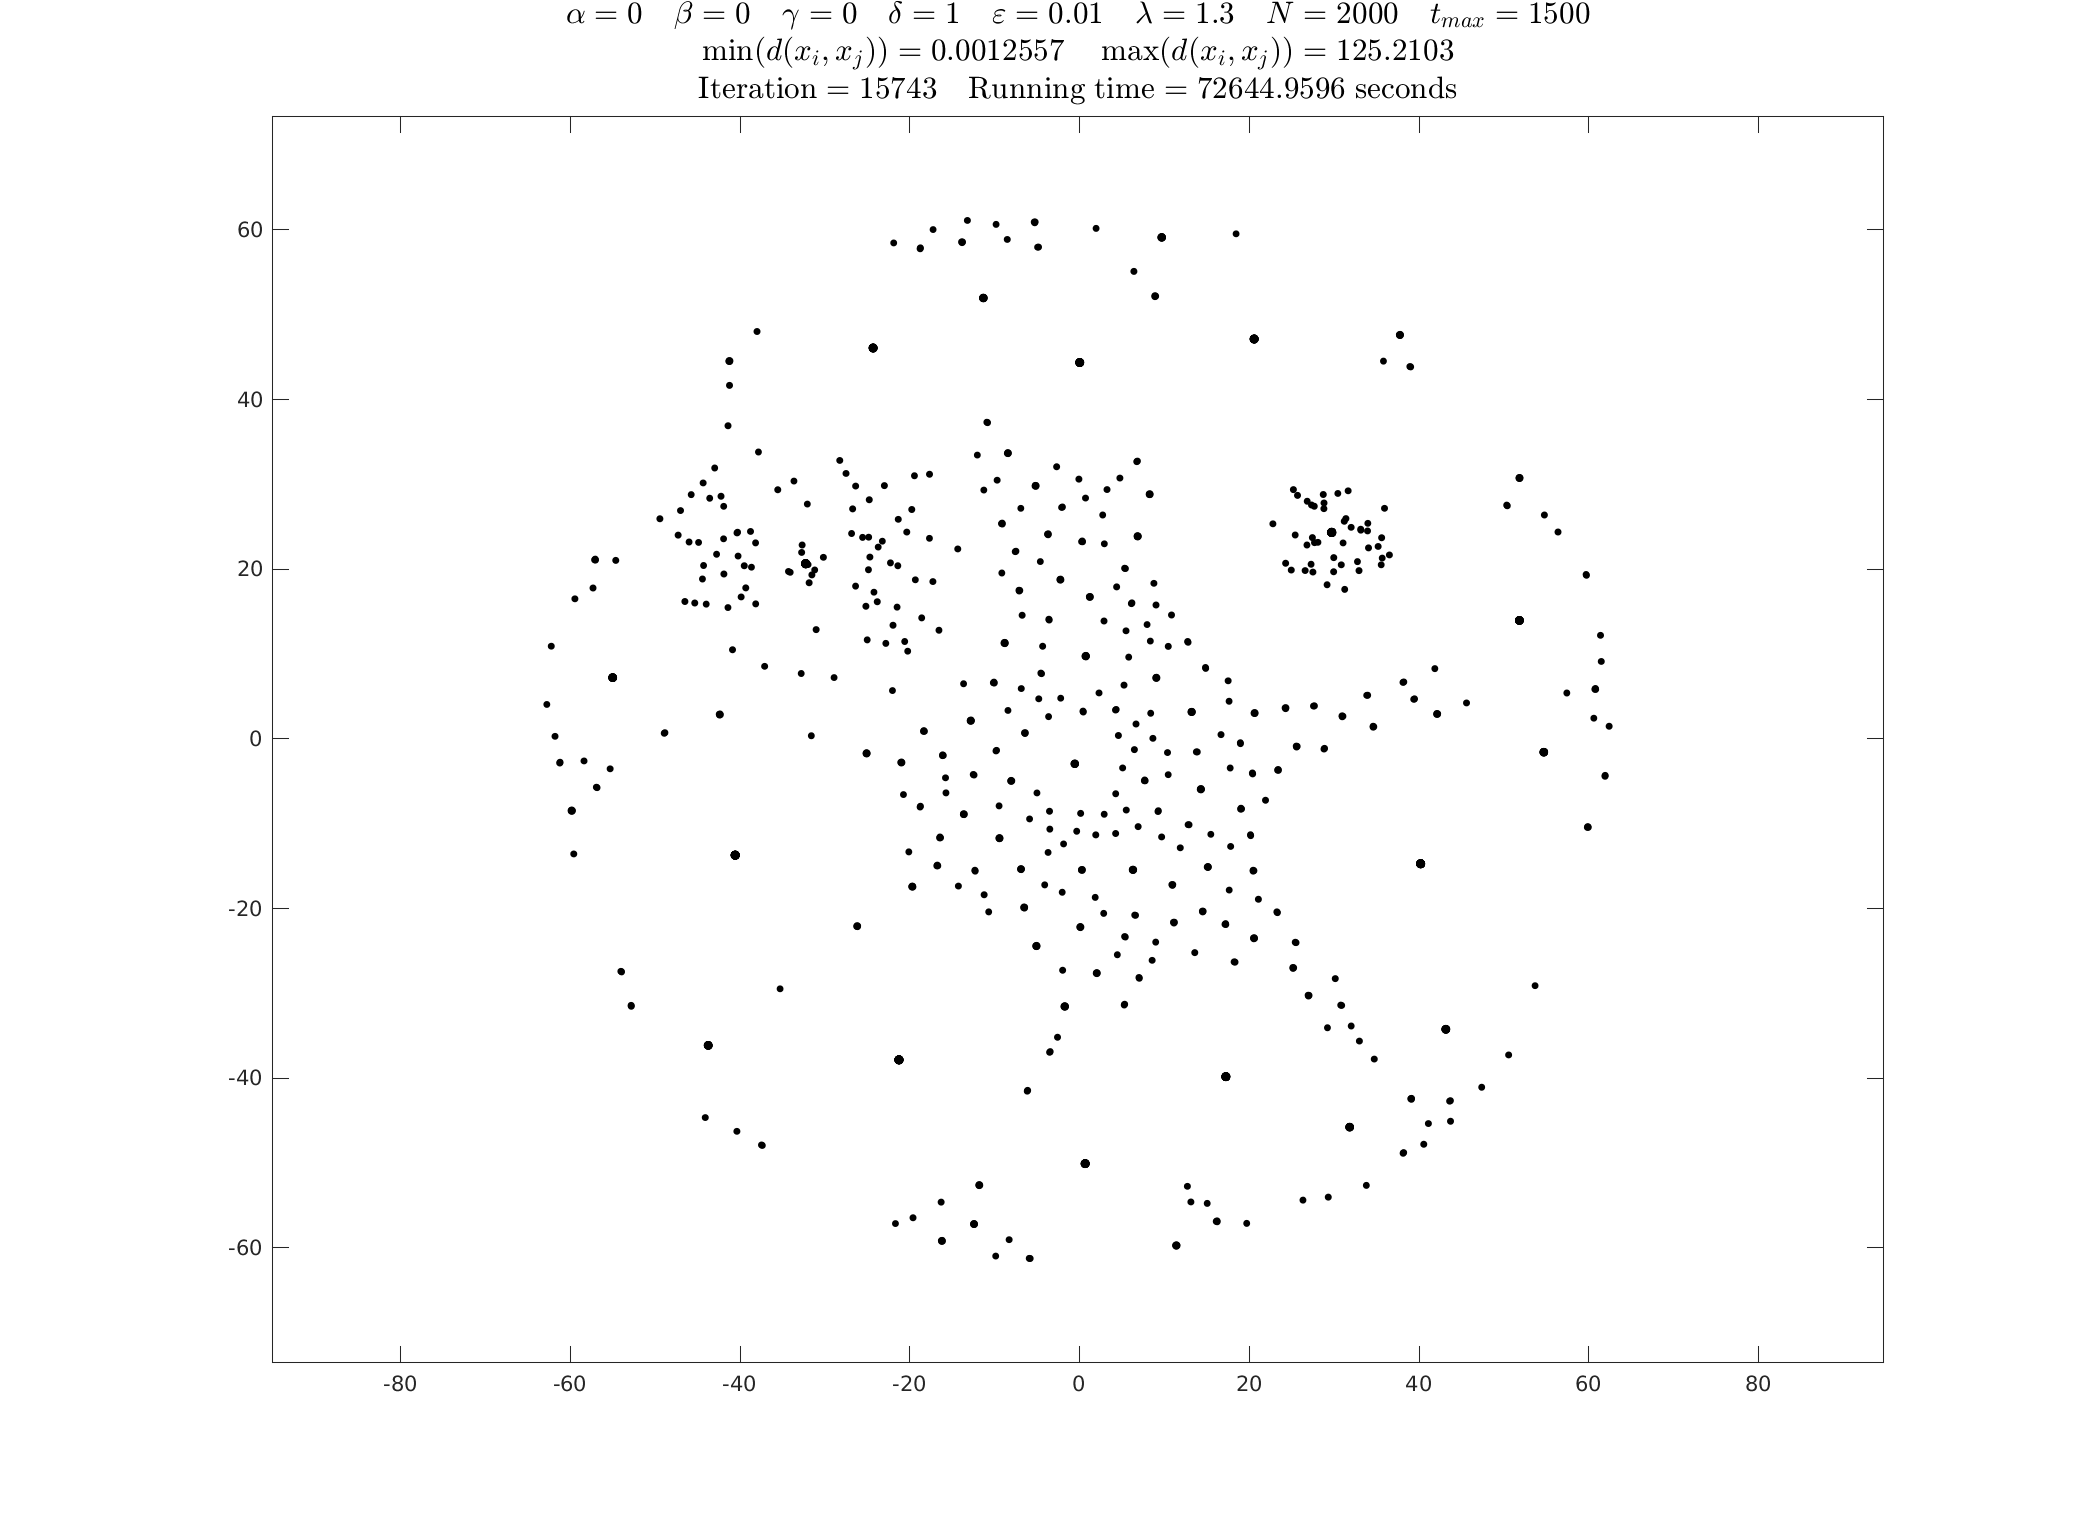 α = 0 β = 0 γ = 0 δ = 1 ε = 0.01 λ = 1.3 N = 2000 t_max = 1500
min(d(x_i, x_j)) = 0.0012557 max(d(x_i, x_j)) = 125.2103
Iteration = 15743 Running time = 72644.9596 seconds
60
40
20
0
-20
-40
-60
-80 -60 -40 -20 0 20 40 60 80